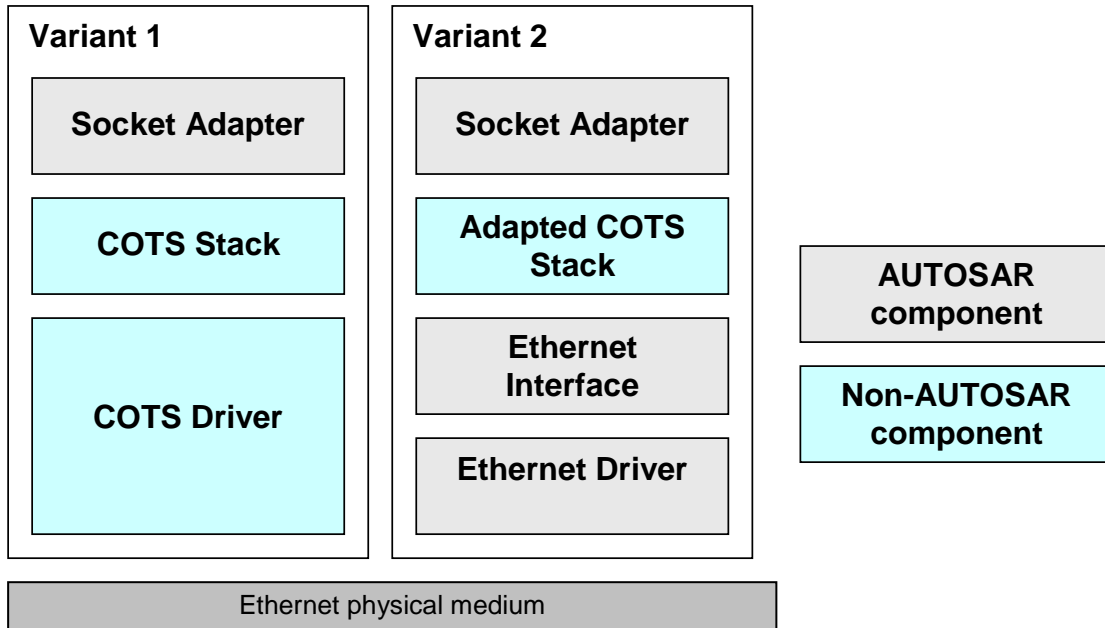 Variant 1
Socket Adapter
COTS Stack
COTS Driver
Variant 2
Socket Adapter
Adapted COTS
Stack
Ethernet
Interface
Ethernet Driver
AUTOSAR
component
Non-AUTOSAR
component
Ethernet physical medium